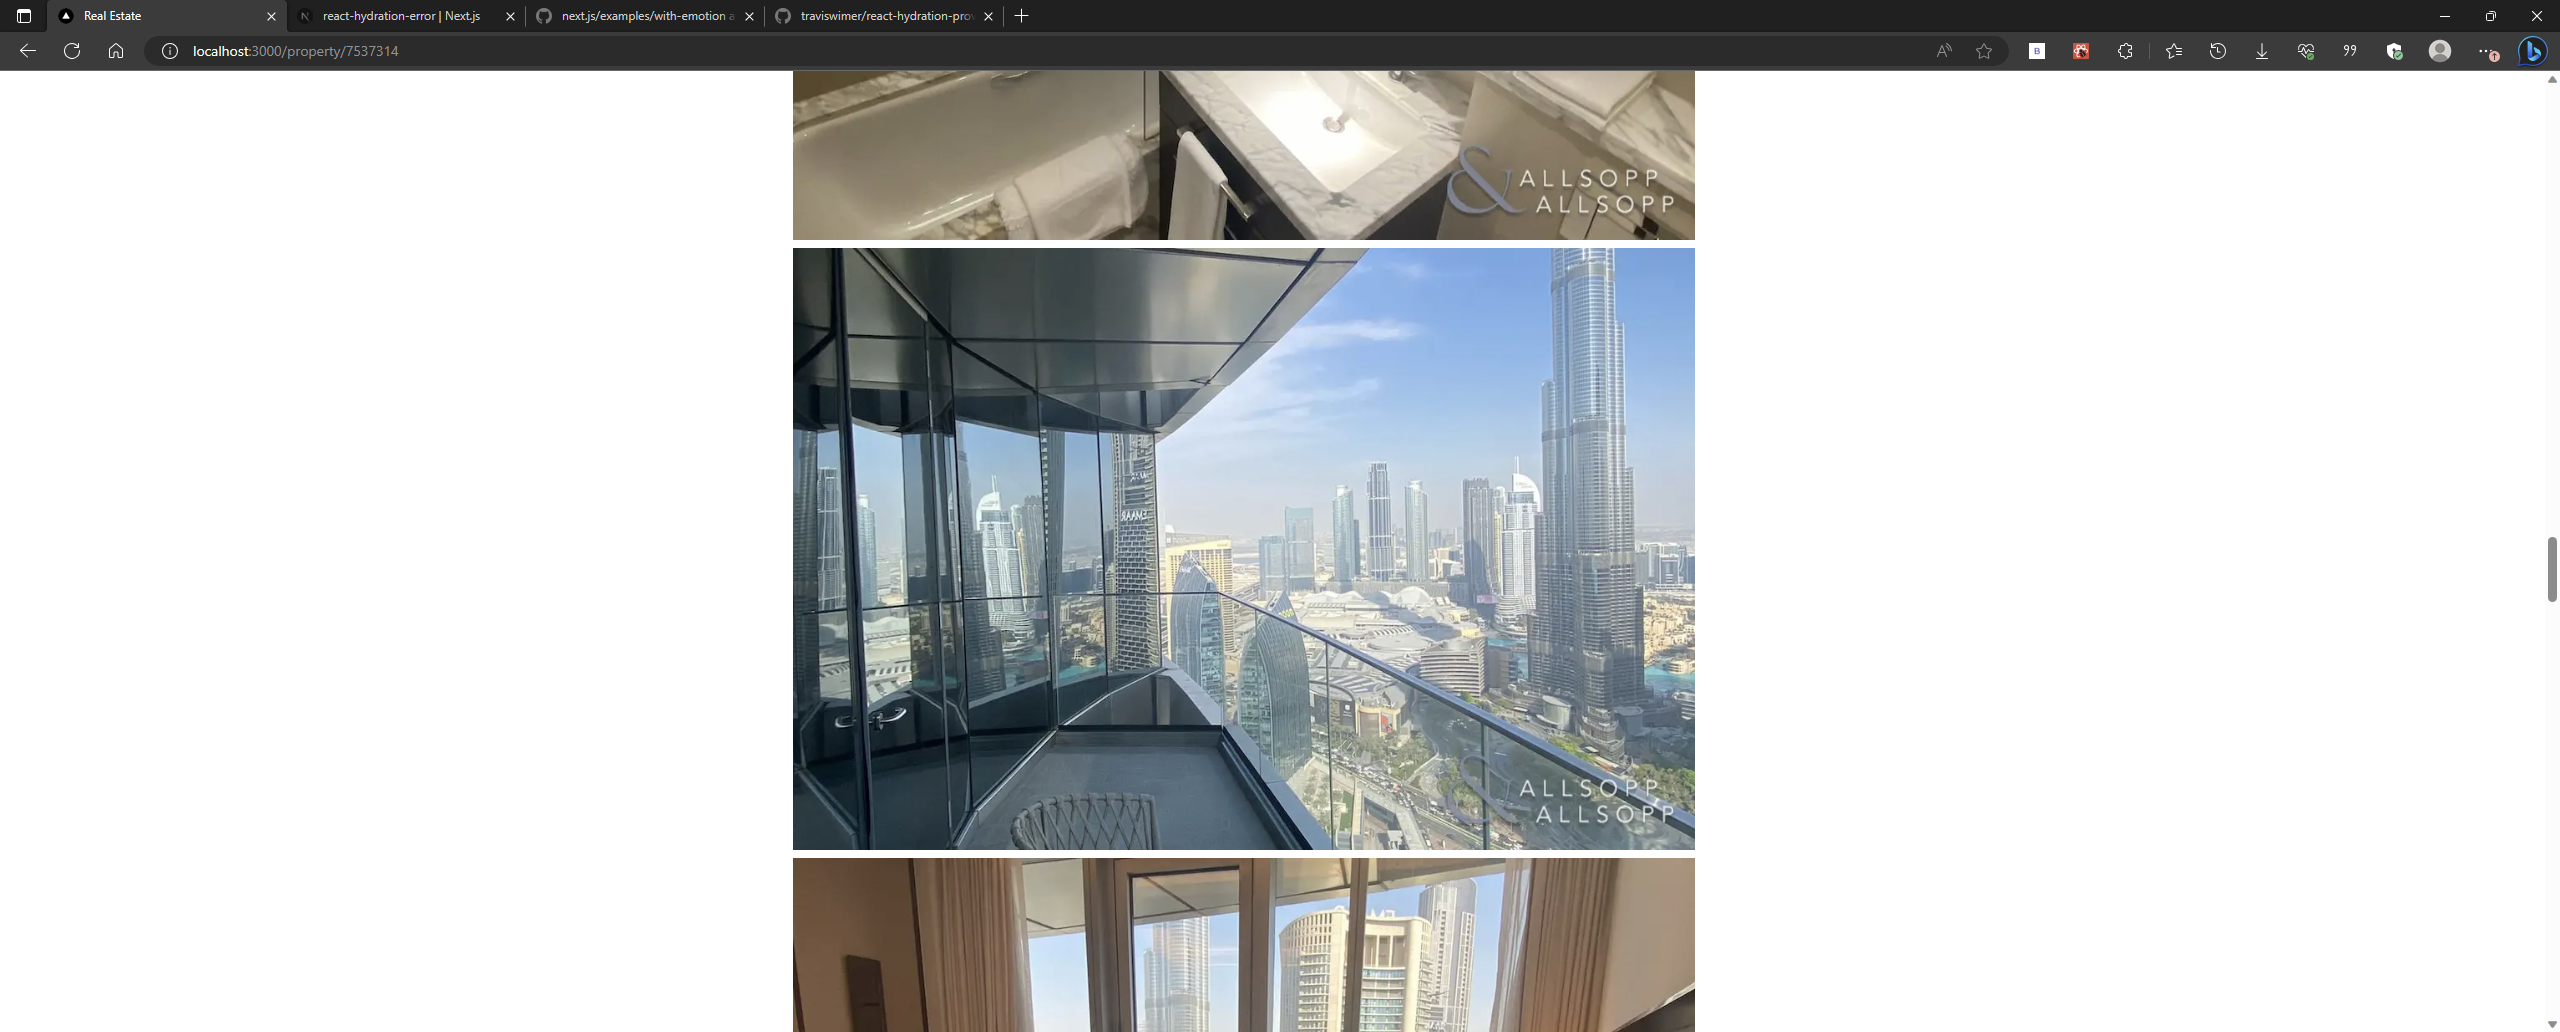 Real Estate
react-hydration-error | Next.js
next.js/examples/with-emotion a
traviswimer/react-hydration-pro
localhost:3000/property/7537314
& ALLSOPP
ALLSOPP
EMAAR
& ALLSOPP
ALLSOPP